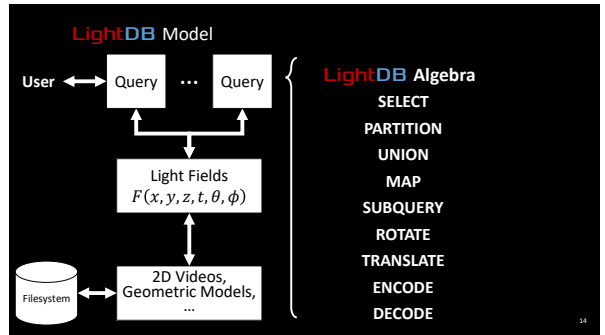 LightDB Model
User
Query
...
Query
Light Fields
F(x, y, z, t, θ, ϕ)
2D Videos,
Geometric Models,
...
Filesystem
LightDB Algebra
SELECT
PARTITION
UNION
MAP
SUBQUERY
ROTATE
TRANSLATE
ENCODE
DECODE
14